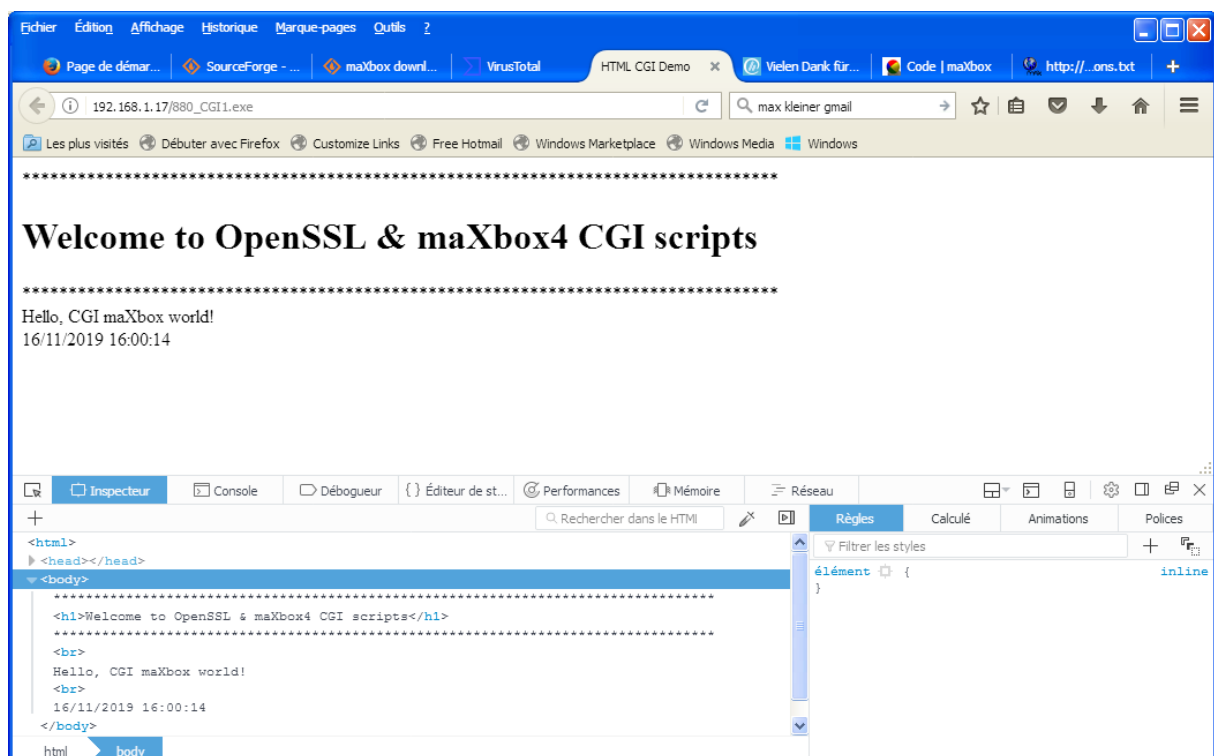 Fichier Édition Affichage Historique Marque-pages Outils ?
Page de démar... SourceForge - ... maXbox downl... VirusTotal HTML CGI Demo × Vielen Dank für... Code | maXbox http://...ons.txt +
192.168.1.17/880_CGI1.exe max kleiner gmail
Les plus visités Débuter avec Firefox Customize Links Free Hotmail Windows Marketplace Windows Media Windows
**********************************************************************************
Welcome to OpenSSL & maXbox4 CGI scripts
**********************************************************************************
Hello, CGI maXbox world!
16/11/2019 16:00:14
Inspecteur Console Débogueur {} Éditeur de st... Performances Mémoire Réseau
+ Rechercher dans le HTMl Règles Calculé Animations Polices
<html>
<head></head>
<body>
**********************************************************************************
<h1>Welcome to OpenSSL & maXbox4 CGI scripts</h1>
**********************************************************************************
<br>
Hello, CGI maXbox world!
<br>
16/11/2019 16:00:14
</body>
html body
Filtrer les styles +
élément { inline
}